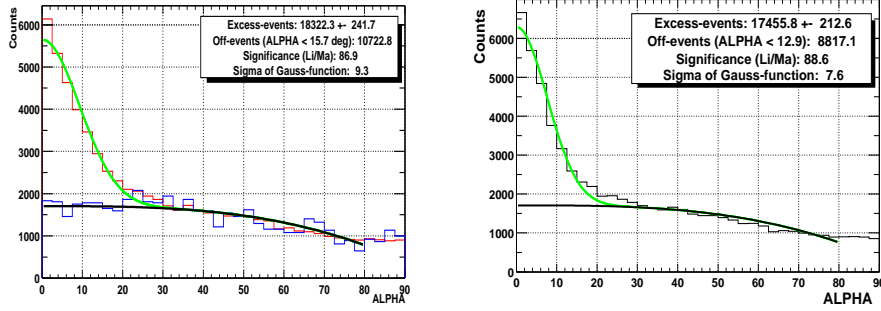 Counts
Excess-events: 18322.3 +- 241.7
Off-events (ALPHA < 15.7 deg): 10722.8
Significance (Li/Ma): 86.9
Sigma of Gauss-function: 9.3
6000
5000
4000
3000
2000
1000
0
0 10 20 30 40 50 60 70 80 90
ALPHA
Counts
Excess-events: 17455.8 +- 212.6
Off-events (ALPHA < 12.9): 8817.1
Significance (Li/Ma): 88.6
Sigma of Gauss-function: 7.6
6000
5000
4000
3000
2000
1000
0
0 10 20 30 40 50 60 70 80 90
ALPHA